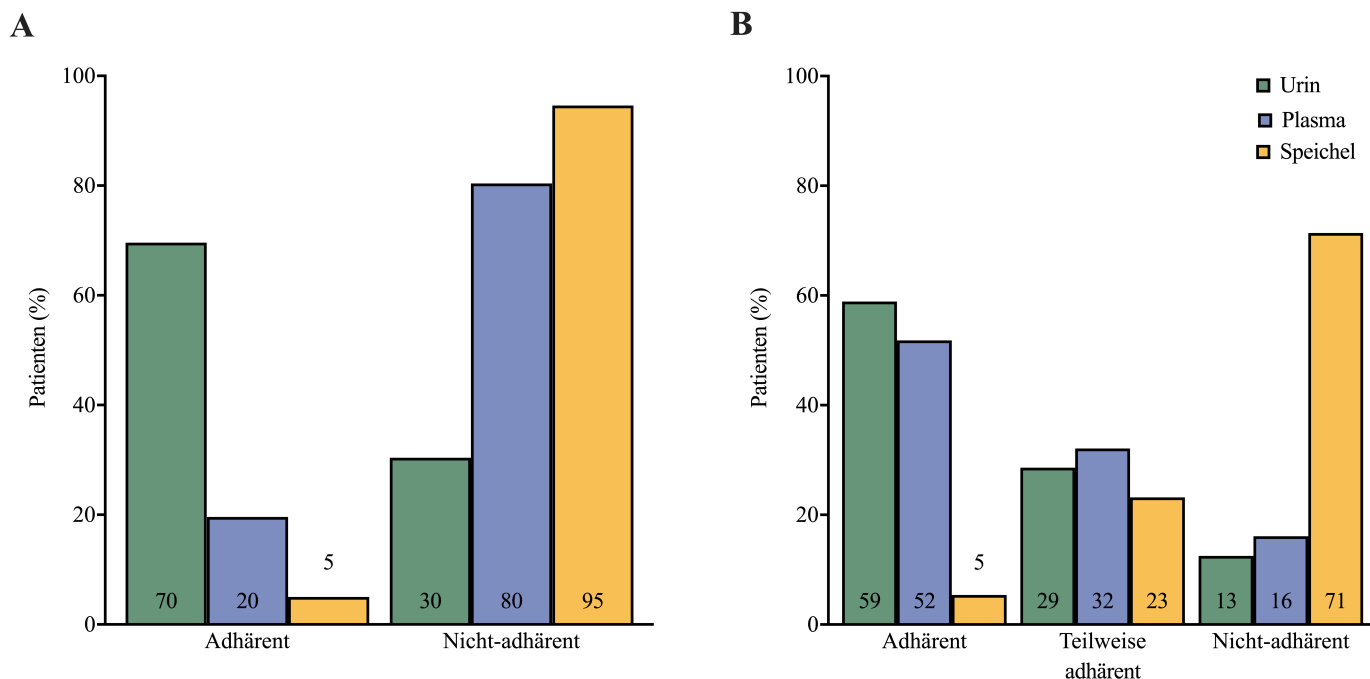 A
100
80
60
40
20
0
Patienten (%)
70
20
5
30
80
95
Adhärent
Nicht-adhärent
B
100
80
60
40
20
0
Patienten (%)
Urin
Plasma
Speichel
59
52
5
29
32
23
13
16
71
Adhärent
Teilweise
adhärent
Nicht-adhärent